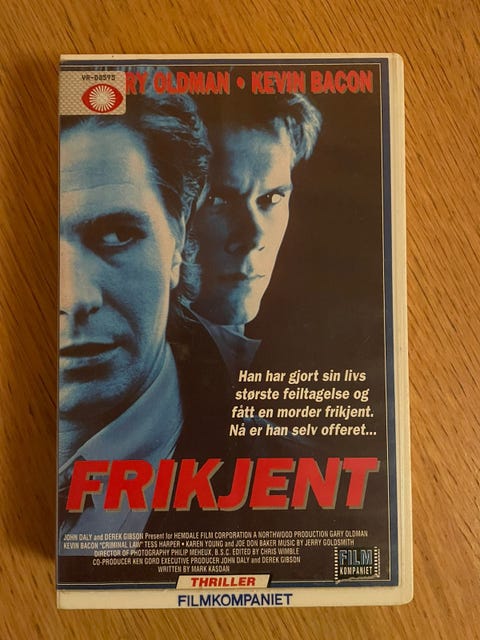 VR-08595
RY OLDMAN • KEVIN BACON
Han har gjort sin livs
største feiltagelse og
fått en morder frikjent.
Nå er han selv offeret...
FRIKJENT
JOHN DALY and DEREK GIBSON Present for HEMDALE FILM CORPORATION A NORTHWOOD PRODUCTION GARY OLDMAN
KEVIN BACON "CRIMINAL LAW" TESS HARPER • KAREN YOUNG and JOE DON BAKER MUSIC BY JERRY GOLDSMITH
DIRECTOR OF PHOTOGRAPHY PHILIP MEHEUX, B.S.C. EDITED BY CHRIS WIMBLE
CO-PRODUCER KEN GORD EXECUTIVE PRODUCER JOHN DALY and DEREK GIBSON
WRITTEN BY MARK KASDAN
FILM
KOMPANIET
THRILLER
FILMKOMPANIET